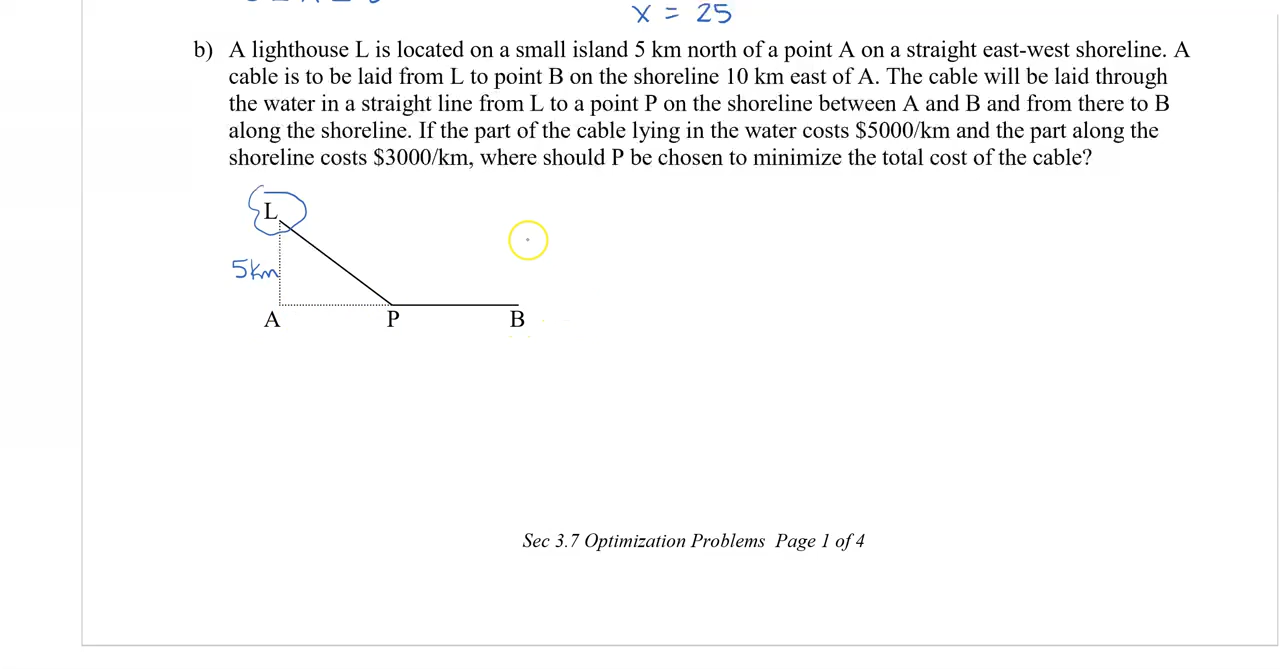 x = 25
b) A lighthouse L is located on a small island 5 km north of a point A on a straight east-west shoreline. A
cable is to be laid from L to point B on the shoreline 10 km east of A. The cable will be laid through
the water in a straight line from L to a point P on the shoreline between A and B and from there to B
along the shoreline. If the part of the cable lying in the water costs $5000/km and the part along the
shoreline costs $3000/km, where should P be chosen to minimize the total cost of the cable?
L
5km
A P B
Sec 3.7 Optimization Problems Page 1 of 4